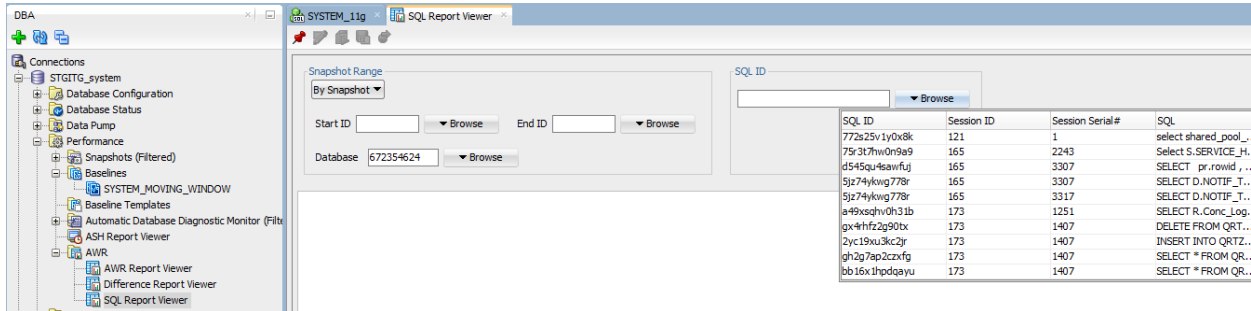 DBA
SYSTEM_11g
SQL Report Viewer
Connections
STGITG_system
Database Configuration
Database Status
Data Pump
Performance
Snapshots (Filtered)
Baselines
SYSTEM_MOVING_WINDOW
Baseline Templates
Automatic Database Diagnostic Monitor (Filte
ASH Report Viewer
AWR
AWR Report Viewer
Difference Report Viewer
SQL Report Viewer
Snapshot Range
By Snapshot
Start ID Browse End ID Browse
Database 672354624 Browse
SQL ID
Browse
SQL ID Session ID Session Serial# SQL
772s25v1y0x8k 121 1 select shared_pool_...
75r3t7hw0n9a9 165 2243 Select S.SERVICE_H...
d545qu4sawfuj 165 3307 SELECT pr.rowid , ...
5jz74ykwg778r 165 3307 SELECT D.NOTIF_T...
5jz74ykwg778r 165 3317 SELECT D.NOTIF_T...
a49xsqhv0h31b 173 1251 SELECT R.Conc_Log...
gx4rhfz2g90tx 173 1407 DELETE FROM QRT...
2yc19xu3kc2jr 173 1407 INSERT INTO QRTZ...
gh2g7ap2czxfg 173 1407 SELECT * FROM QR...
bb16x1hpdqayu 173 1407 SELECT * FROM QR...